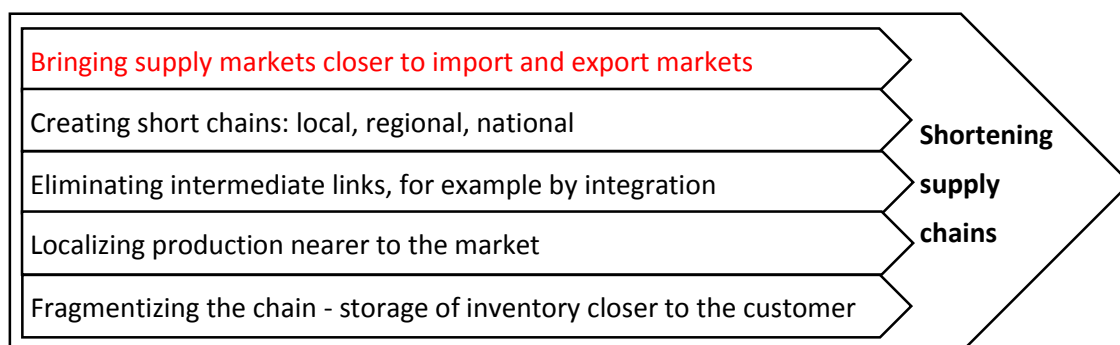 Bringing supply markets closer to import and export markets
Creating short chains: local, regional, national
Eliminating intermediate links, for example by integration
Localizing production nearer to the market
Fragmentizing the chain - storage of inventory closer to the customer
Shortening
supply
chains